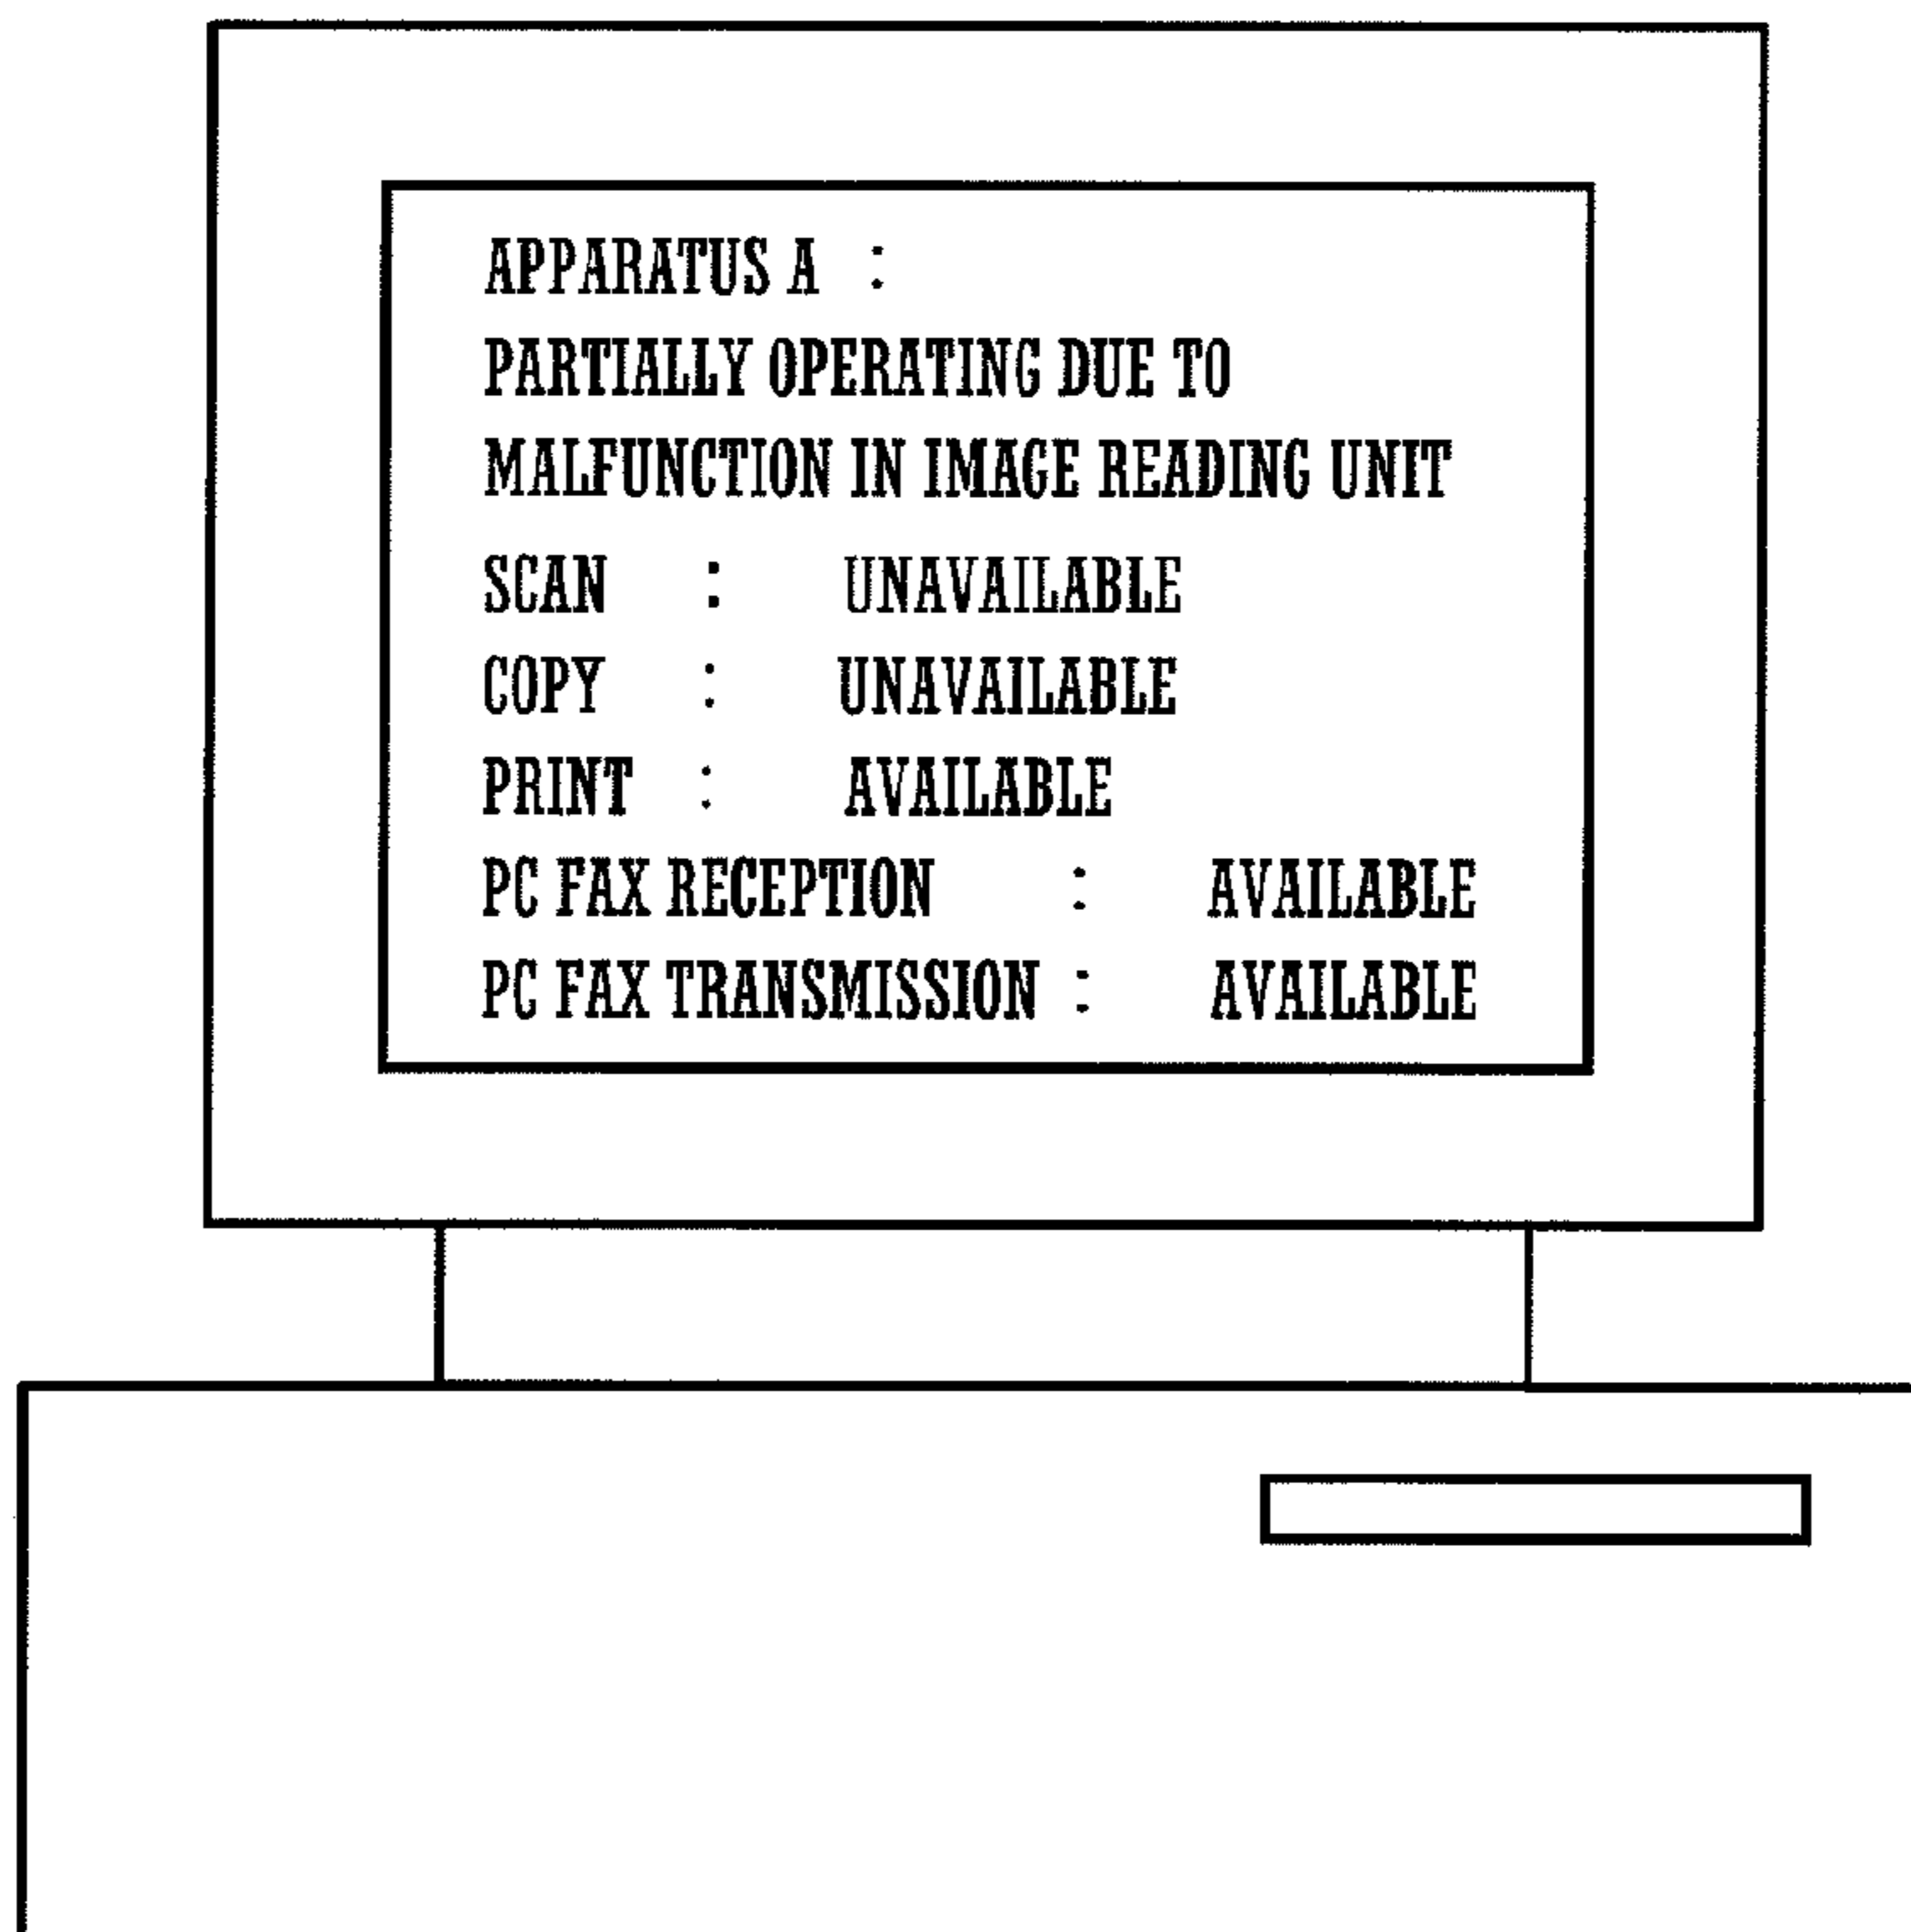 APPARATUS A :
PARTIALLY OPERATING DUE TO
MALFUNCTION IN IMAGE READING UNIT
SCAN : UNAVAILABLE
COPY : UNAVAILABLE
PRINT : AVAILABLE
PC FAX RECEPTION : AVAILABLE
PC FAX TRANSMISSION : AVAILABLE